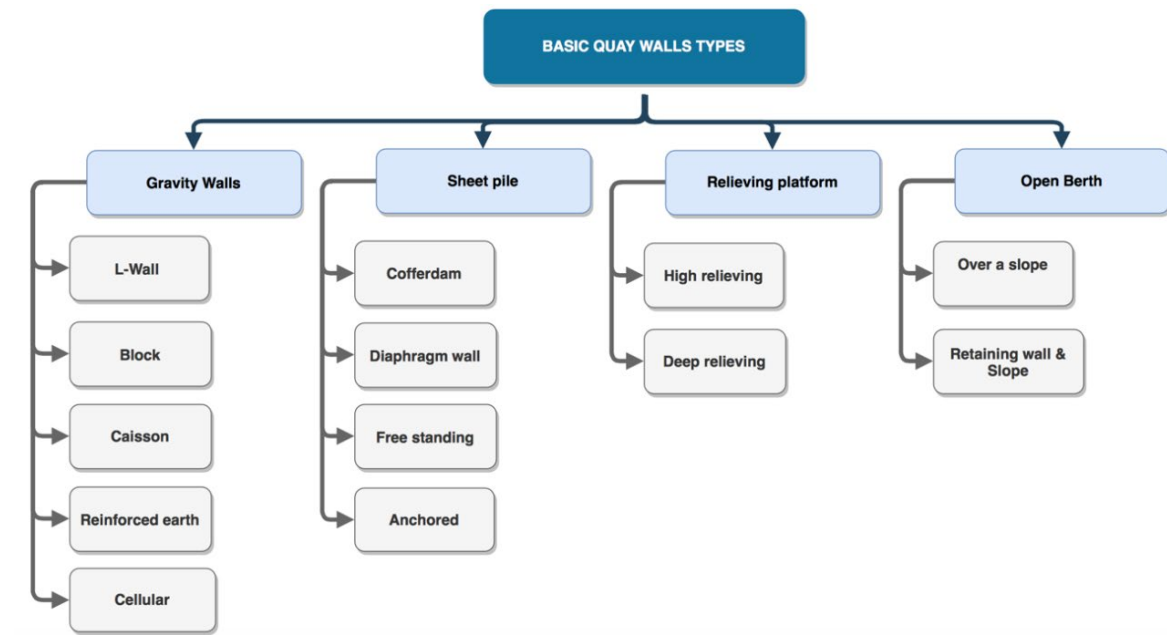 BASIC QUAY WALLS TYPES
Gravity Walls
L-Wall
Block
Caisson
Reinforced earth
Cellular
Sheet pile
Cofferdam
Diaphragm wall
Free standing
Anchored
Relieving platform
High relieving
Deep relieving
Open Berth
Over a slope
Retaining wall &
Slope